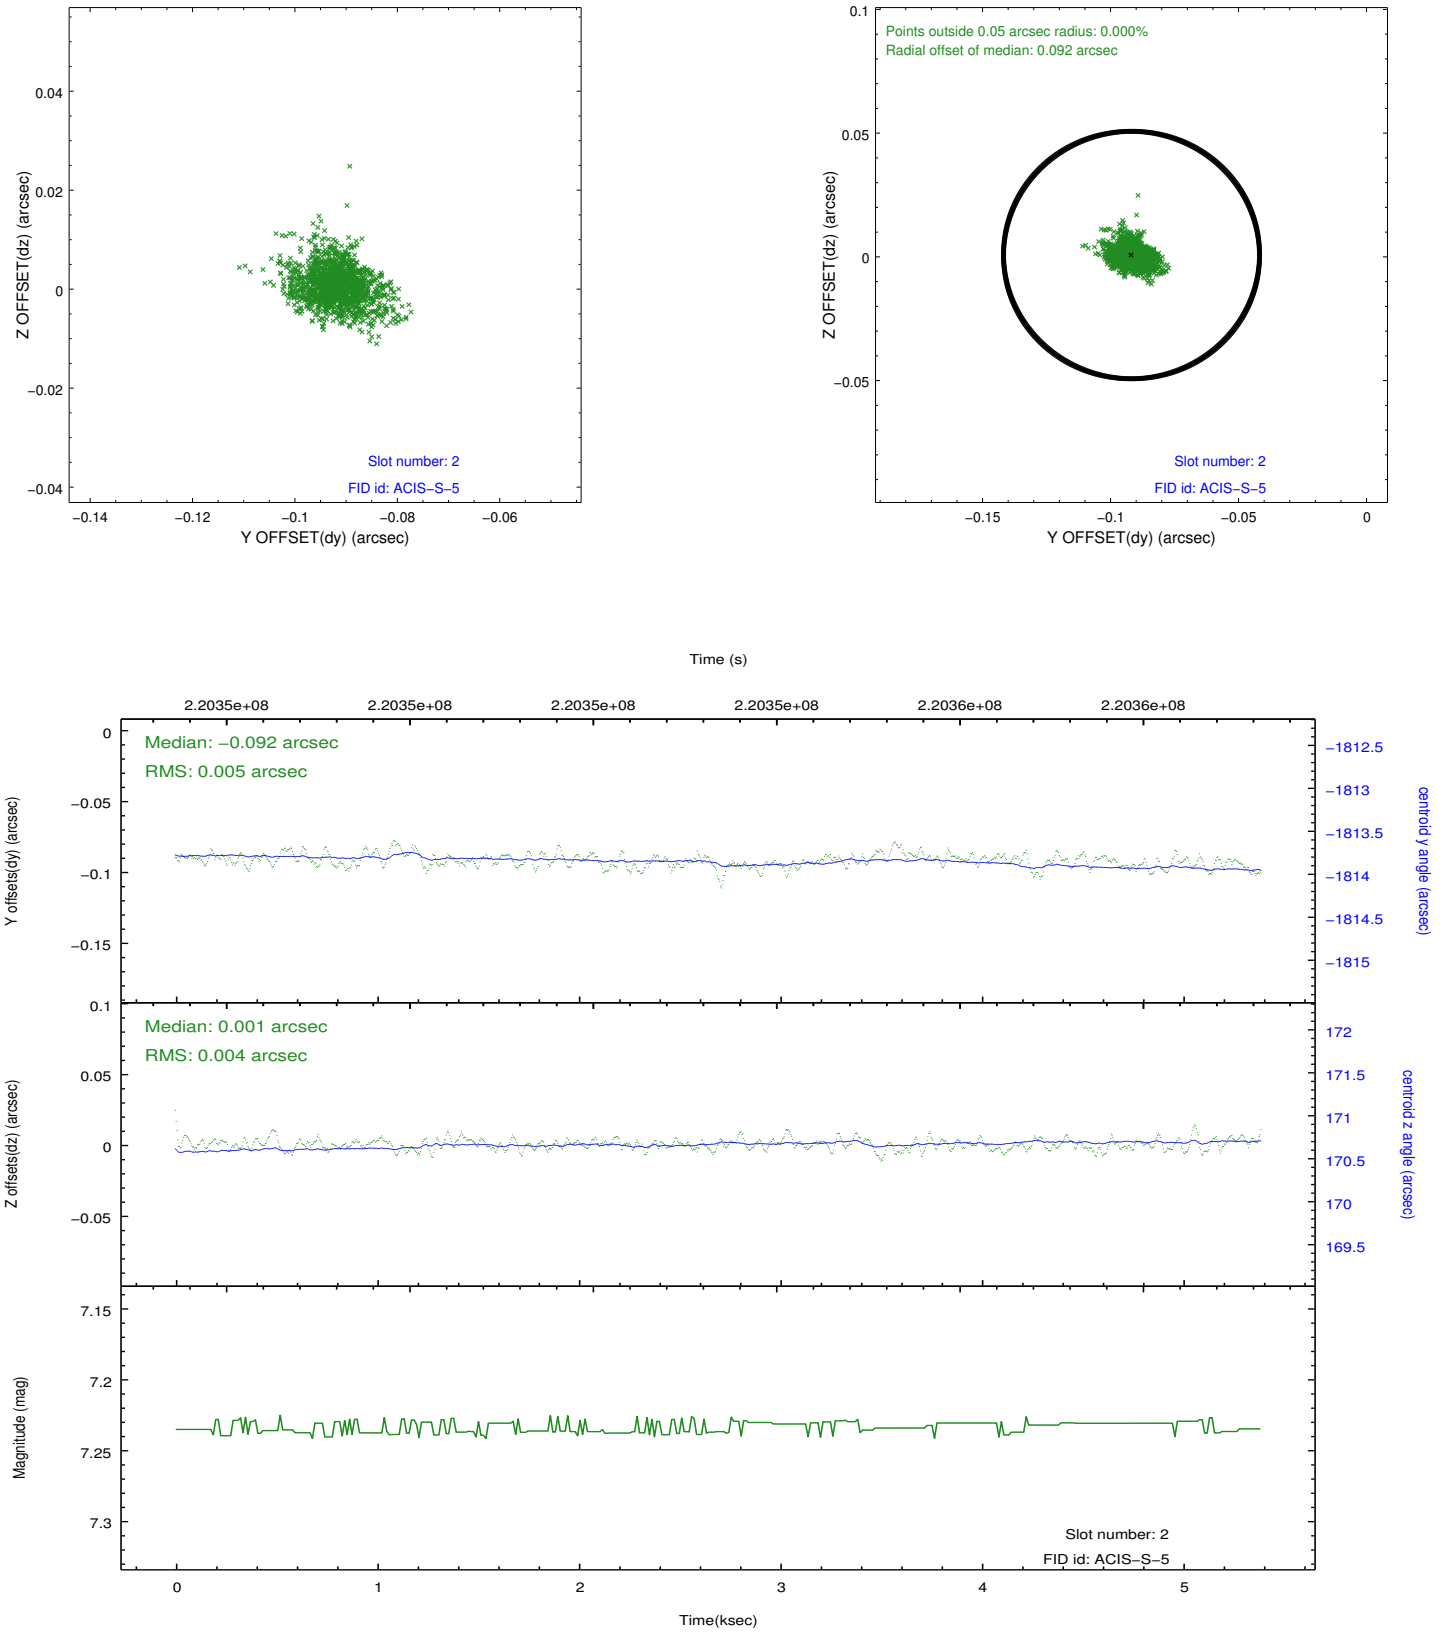 0.04
0.02
0
−0.02
−0.04
Z OFFSET(dz) (arcsec)
Slot number: 2
FID id: ACIS−S−5
−0.14
−0.12
−0.1
−0.08
−0.06
Y OFFSET(dy) (arcsec)
Points outside 0.05 arcsec radius: 0.000%
Radial offset of median: 0.092 arcsec
0.1
0.05
0
−0.05
Z OFFSET(dz) (arcsec)
Slot number: 2
FID id: ACIS−S−5
−0.15
−0.1
−0.05
0
Y OFFSET(dy) (arcsec)
Time (s)
2.2035e+08
2.2035e+08
2.2035e+08
2.2035e+08
2.2036e+08
2.2036e+08
Median: −0.092 arcsec
RMS: 0.005 arcsec
0
−0.05
−0.1
−0.15
Y offsets(dy) (arcsec)
−1812.5
−1813
−1813.5
−1814
−1814.5
−1815
centroid y angle (arcsec)
Median: 0.001 arcsec
RMS: 0.004 arcsec
0.1
0.05
0
−0.05
Z offsets(dz) (arcsec)
172
171.5
171
170.5
170
169.5
centroid z angle (arcsec)
7.15
7.2
7.25
7.3
Magnitude (mag)
Slot number: 2
FID id: ACIS−S−5
0
1
2
3
4
5
Time(ksec)